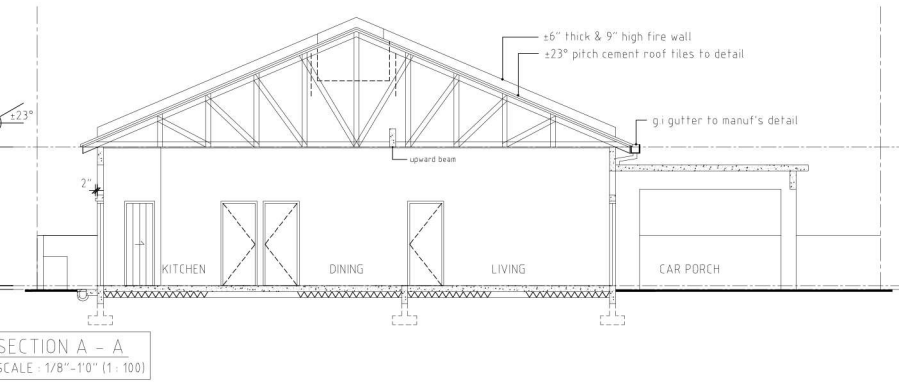 ±6" thick & 9" high fire wall
±23° pitch cement roof tiles to detail
±23°
g.i gutter to manuf's detail
upward beam
2"
KITCHEN
DINING
LIVING
CAR PORCH
SECTION A - A
SCALE : 1/8"-1'0" (1 : 100)